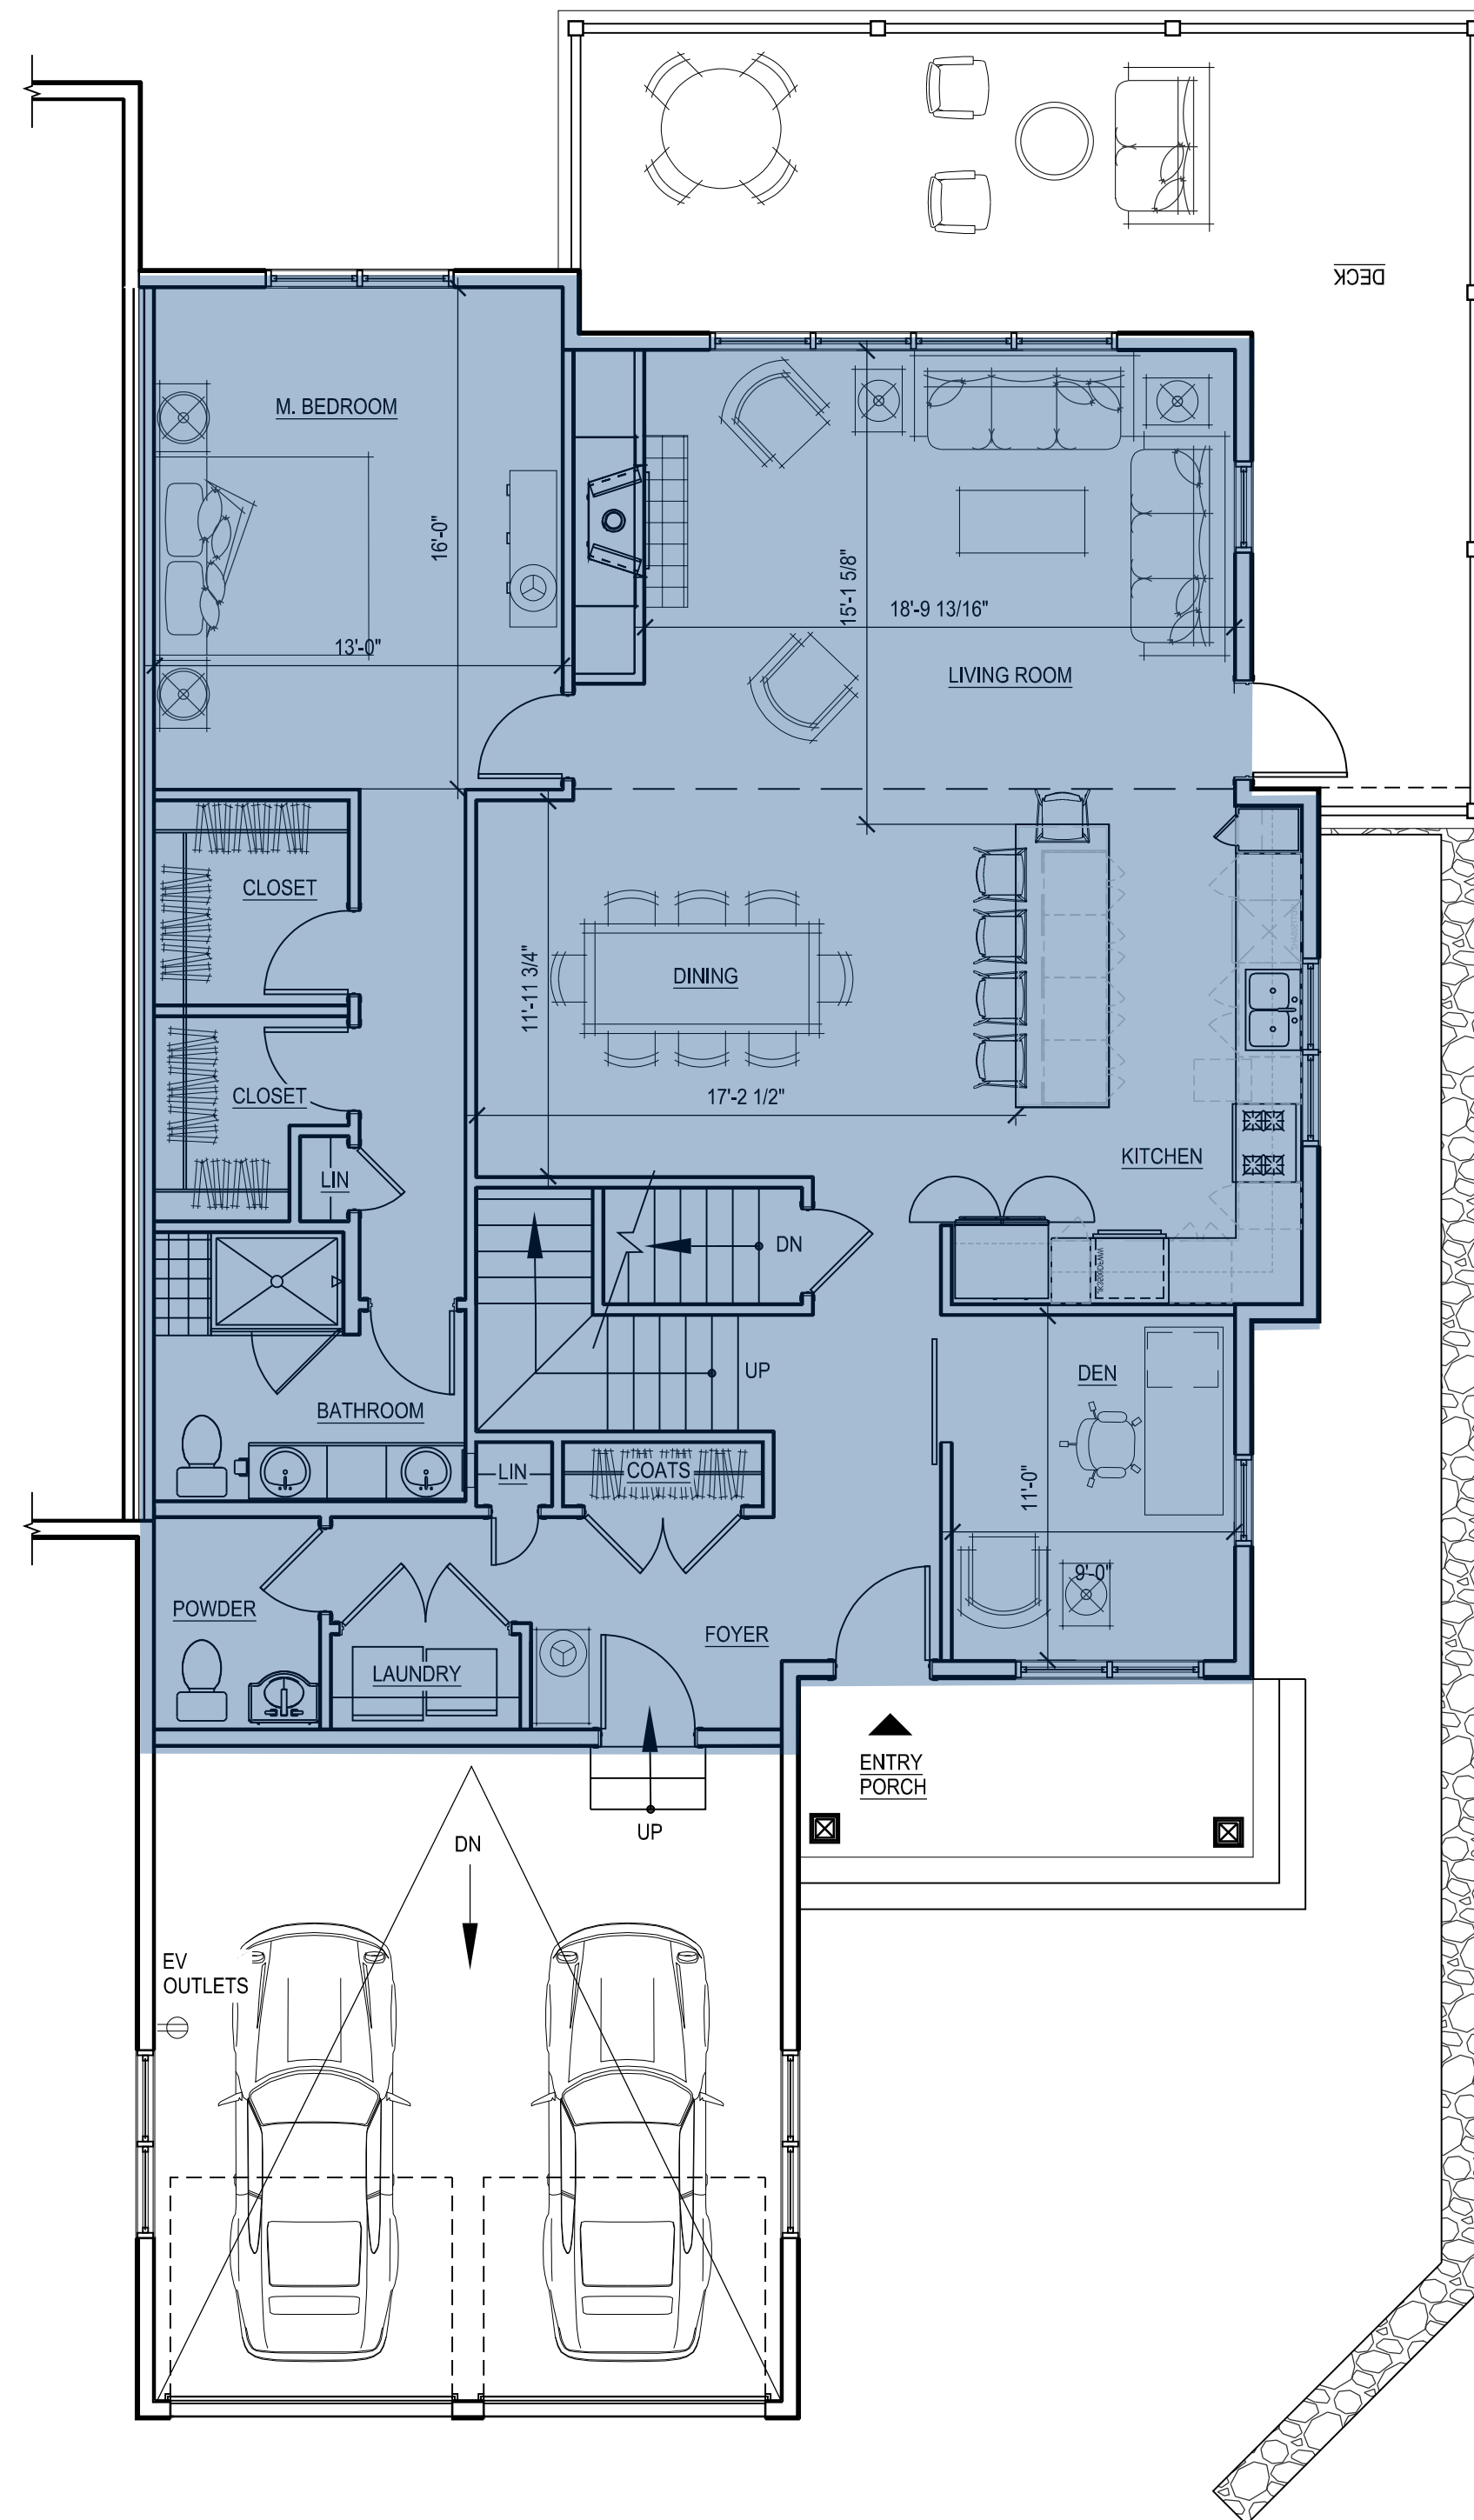 DECK
M. BEDROOM
16'-0"
13'-0"
15'-1 5/8"
18'-9 13/16"
LIVING ROOM
CLOSET
DINING
11'-11 3/4"
17'-2 1/2"
CLOSET
KITCHEN
LIN
DN
UP
DEN
BATHROOM
LIN
COATS
11'-0"
9'-0"
POWDER
FOYER
LAUNDRY
ENTRY
PORCH
UP
DN
EV
OUTLETS